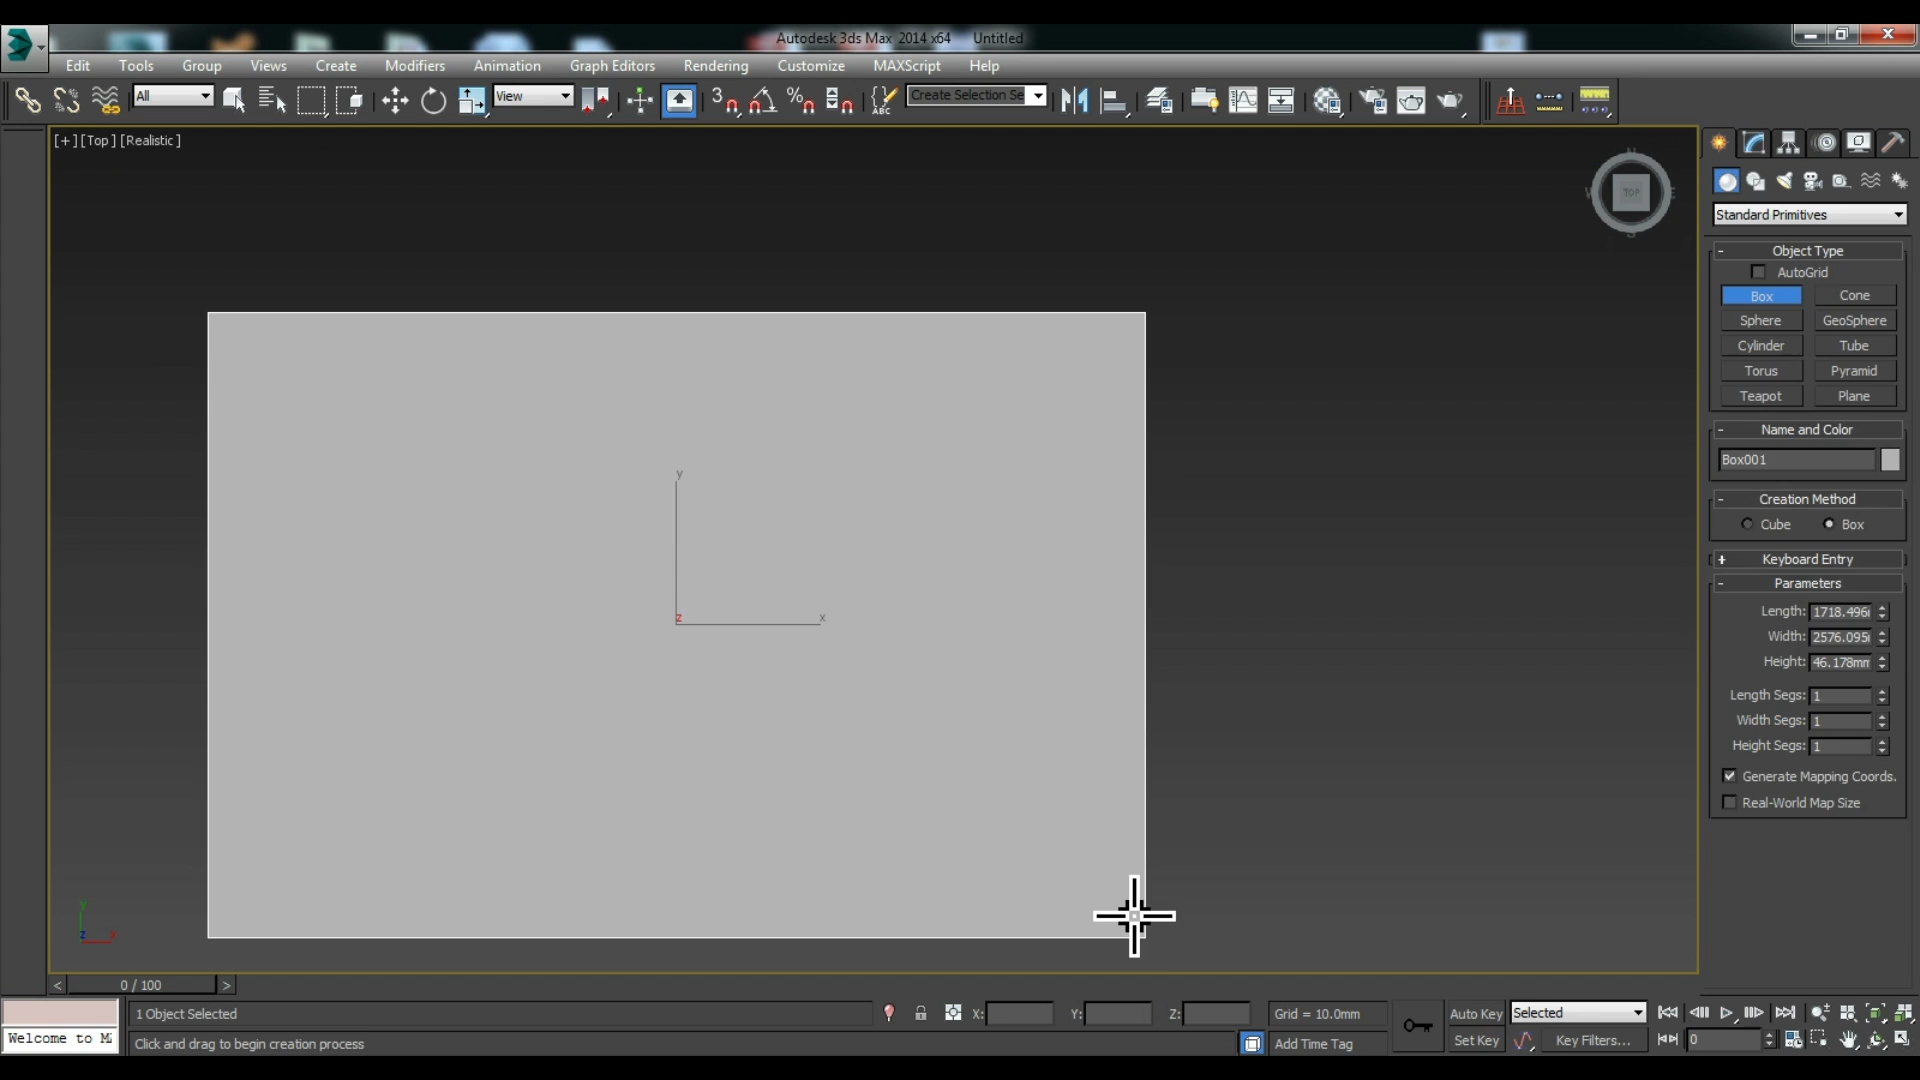 Autodesk 3ds Max 2014 x64 Untitled
Edit Tools Group Views Create Modifiers Animation Graph Editors Rendering Customize MAXScript Help
All View 3 ABC Create Selection Se
[+] [Top] [Realistic]
N
TOP
S
Standard Primitives
Object Type
AutoGrid
Box Cone
Sphere GeoSphere
Cylinder Tube
Torus Pyramid
Teapot Plane
Name and Color
Box001
Creation Method
Cube Box
Keyboard Entry
Parameters
Length: 1718.496
Width: 2576.095
Height: 46.178mm
Length Segs: 1
Width Segs: 1
Height Segs: 1
Generate Mapping Coords.
Real-World Map Size
y
z x
y
z x
< 0 / 100 >
1 Object Selected X: Y: Z: Grid = 10.0mm Auto Key Selected
Welcome to M
Click and drag to begin creation process Add Time Tag Set Key Key Filters... 0